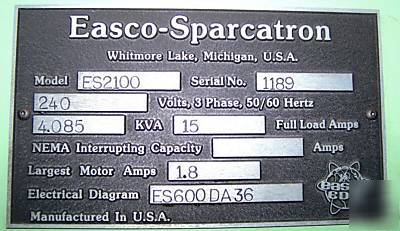 Easco-Sparcatron
Whitmore Lake, Michigan, U.S.A.
Model ES2100 Serial No. 1189
240 Volts, 3 Phase, 50/60 Hertz
4.085 KVA 15 Full Load Amps
NEMA Interrupting Capacity Amps
Largest Motor Amps 1.8
Electrical Diagram ES600DA36
Manufactured In U.S.A.